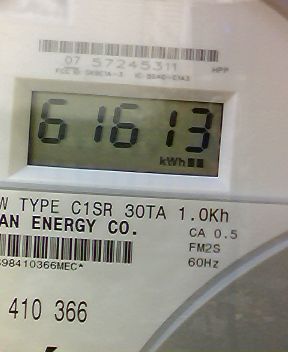 07 57245311
HPP
61613
kWh
W TYPE C1SR 30TA 1.0Kh
AN ENERGY CO.
CA 0.5
FM2S
98410366MEC*
60Hz
410 366